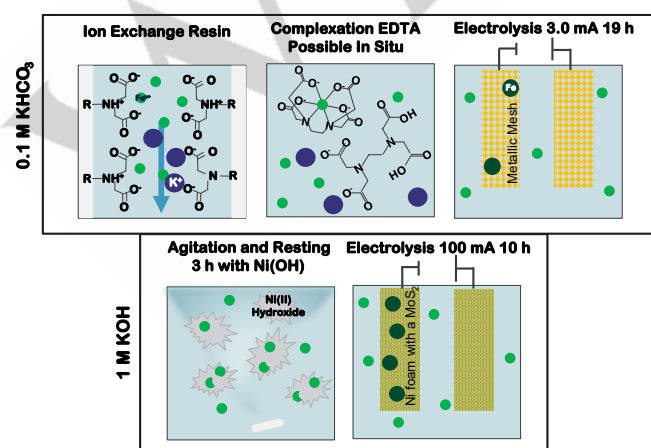 Ion Exchange Resin
Complexation EDTA
Possible In Situ
Electrolysis 3.0 mA 19 h
0.1 M KHCO3
O
O-
O-
O
R-NH+
NH+-R
O
O-
O-
O
O
O-
O-
O
R-NH+
N-R
K+
O
O-
O-
O
O
O-
O-
O
N
N
O
O-
O-
O
O
OH
O-
N
N
O
O-
HO
O
Fe
Metallic Mesh
Agitation and Resting
3 h with Ni(OH)
Electrolysis 100 mA 10 h
1 M KOH
Ni(II)
Hydroxide
Ni foam with a MoS2